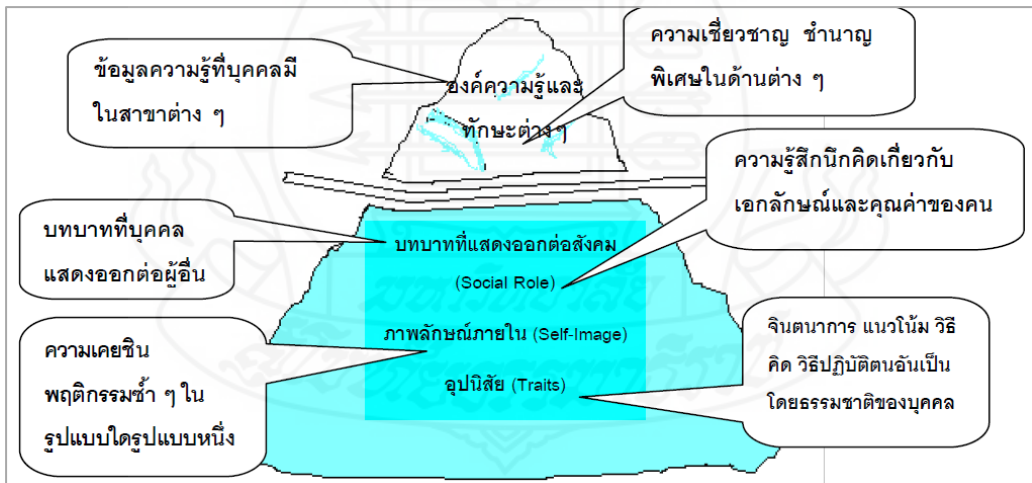 ข้อมูลความรู้ที่บุคคลมี
ในสาขาต่าง ๆ
องค์ความรู้และ
ทักษะต่างๆ
ความเชี่ยวชาญ ชำนาญ
พิเศษในด้านต่าง ๆ
ความรู้สึกนึกคิดเกี่ยวกับ
เอกลักษณ์และคุณค่าของคน
บทบาทที่บุคคล
แสดงออกต่อผู้อื่น
บทบาทที่แสดงออกต่อสังคม
(Social Role)
ภาพลักษณ์ภายใน (Self-Image)
อุปนิสัย (Traits)
ความเคยชิน
พฤติกรรมซ้ำ ๆ ใน
รูปแบบใดรูปแบบหนึ่ง
จินตนาการ แนวโน้ม วิธี
คิด วิธีปฏิบัติตนอันเป็น
โดยธรรมชาติของบุคคล